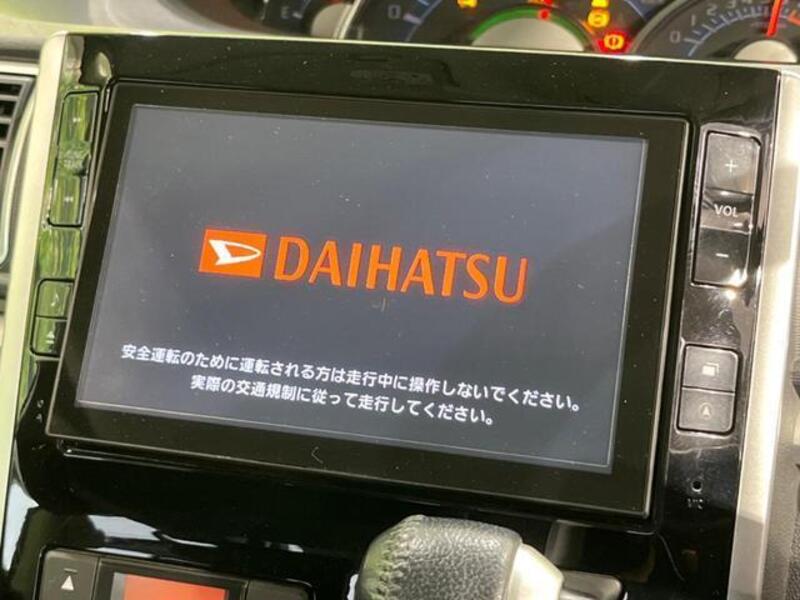 DAIHATSU
安全運転のために運転される方は走行中に操作しないでください。
実際の交通規制に従って走行してください。
+
VOL
-
MIC